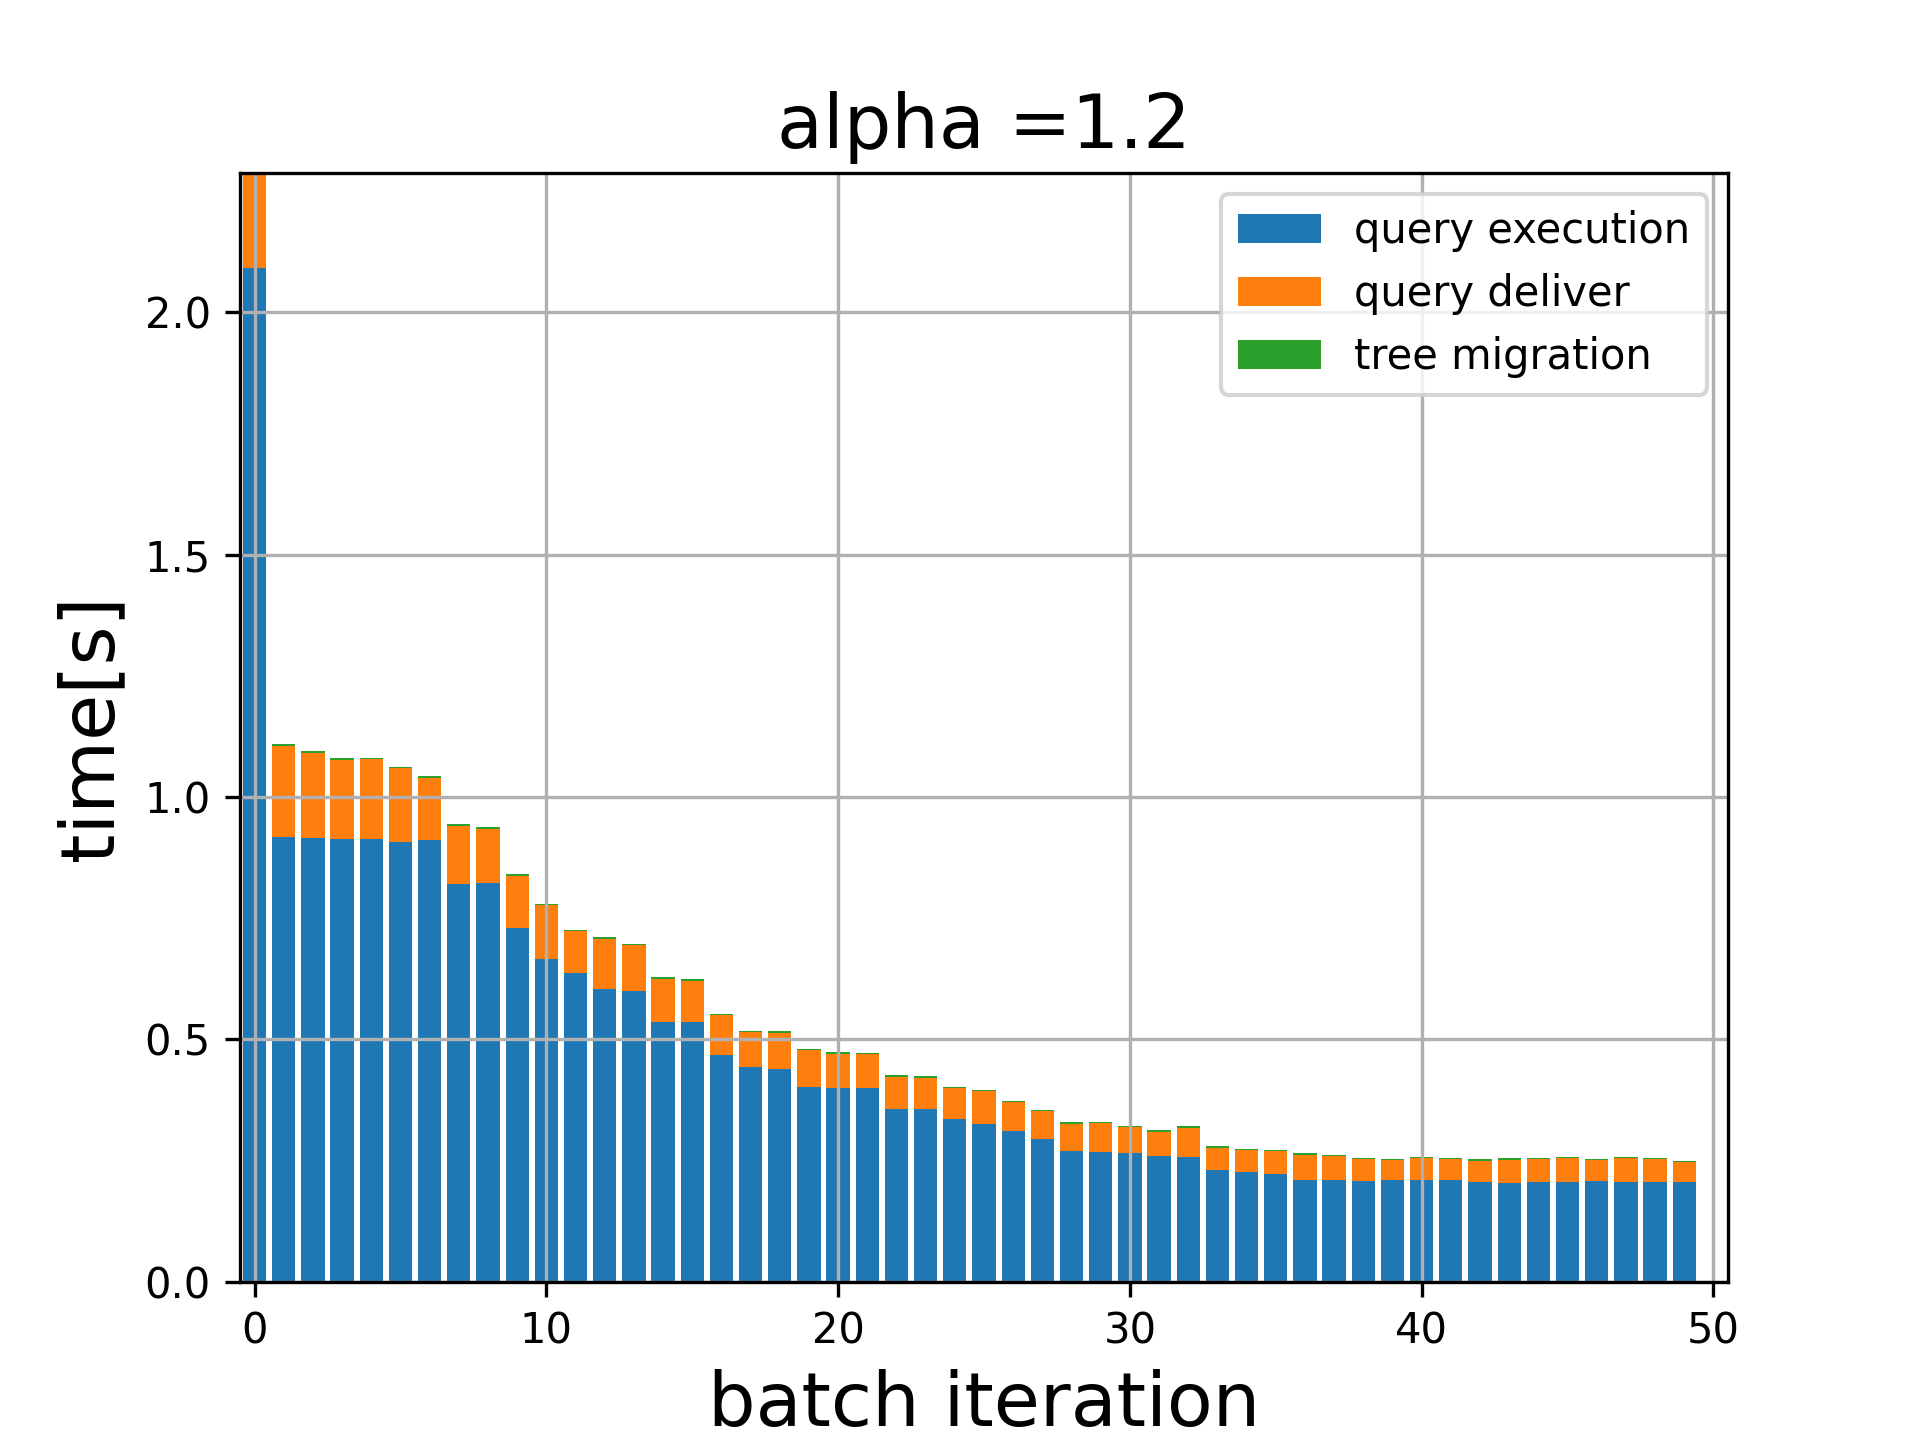 alpha =1.2
query execution
query deliver
tree migration
time[s]
2.0
1.5
1.0
0.5
0.0
0 10 20 30 40 50
batch iteration